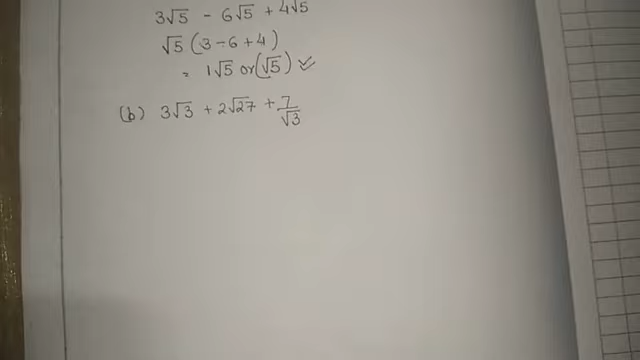 3√5 - 6√5 + 4√5
√5 (3 - 6 + 4)
= 1√5 or (√5)
(b) 3√3 + 2√27 + 7/√3